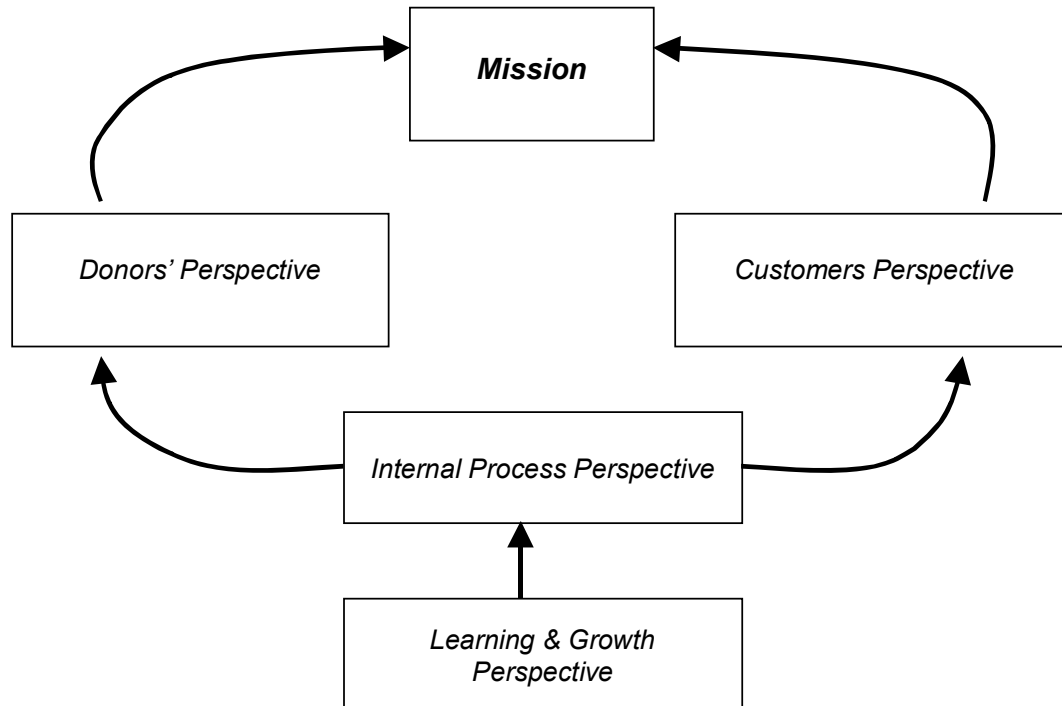 Mission
Donors’ Perspective
Customers Perspective
Internal Process Perspective
Learning & Growth
Perspective